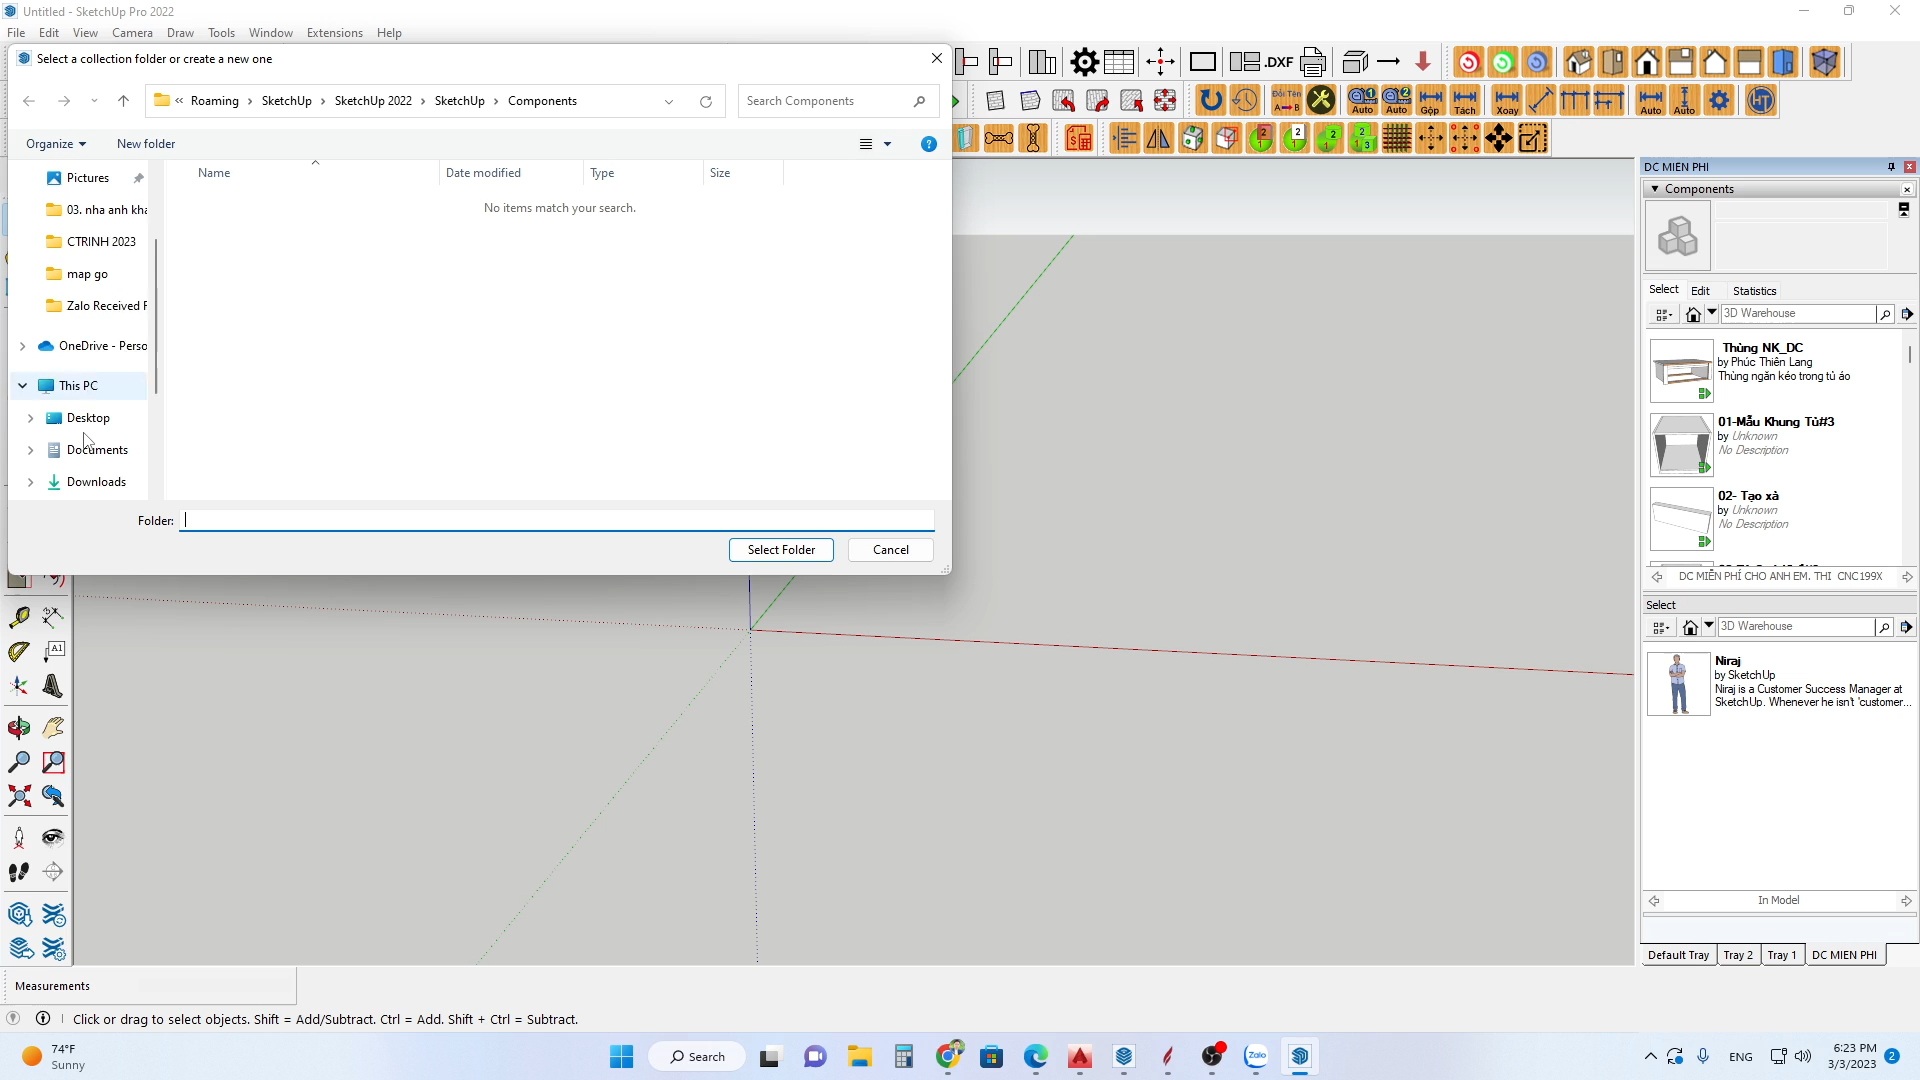 Untitled - SketchUp Pro 2022
File Edit View Camera Draw Tools Window Extensions Help
Select a collection folder or create a new one
« Roaming › SketchUp › SketchUp 2022 › SketchUp › Components
Search Components
Organize New folder
Name Date modified Type Size
No items match your search.
Pictures
03. nha anh kha
CTRINH 2023
map go
Zalo Received F
OneDrive - Perso
This PC
Desktop
Documents
Downloads
Folder:
Select Folder Cancel
.DXF
Đổi Tên
A B
Auto Auto Gộp Tách Xoay Auto Auto
DC MIEN PHI
Components
Select Edit Statistics
3D Warehouse
Thùng NK_DC
by Phúc Thiên Lang
Thùng ngăn kéo trong tủ áo
01-Mẫu Khung Tủ#3
by Unknown
No Description
02- Tạo xà
by Unknown
No Description
DC MIỄN PHÍ CHO ANH EM. THI CNC199X
Select
3D Warehouse
Niraj
by SketchUp
Niraj is a Customer Success Manager at
SketchUp. Whenever he isn't 'customer...
In Model
Default Tray Tray 2 Tray 1 DC MIEN PHI
Measurements
Click or drag to select objects. Shift = Add/Subtract. Ctrl = Add. Shift + Ctrl = Subtract.
74°F
Sunny
Search
Zalo
ENG
6:23 PM
3/3/2023
2